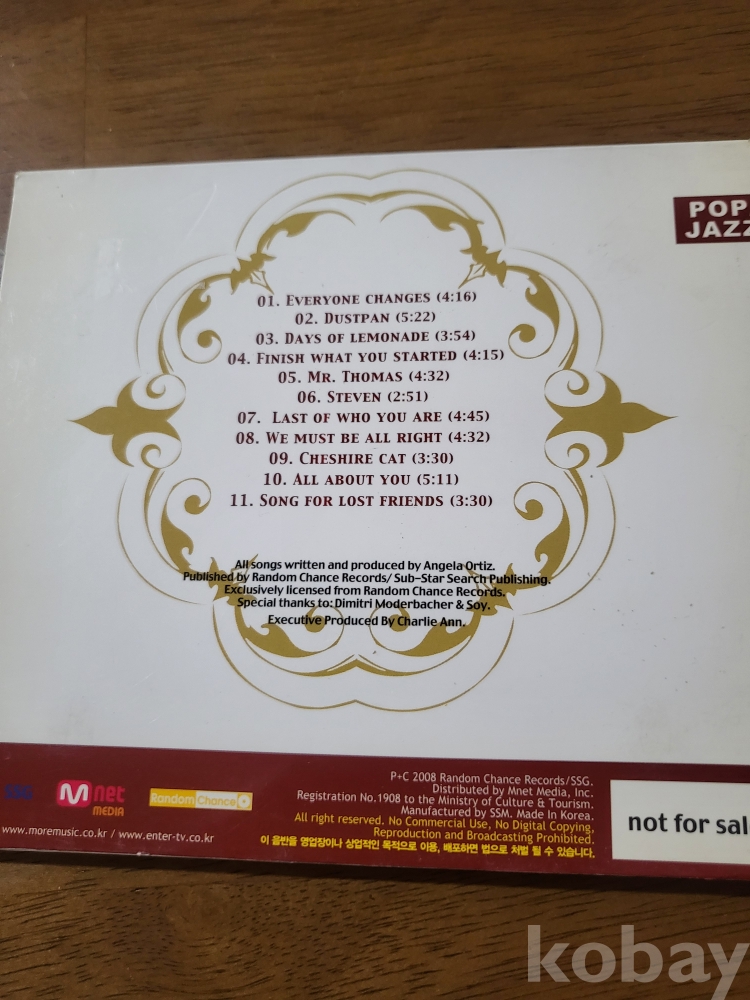 POP
JAZZ
01. EVERYONE CHANGES (4:16)
02. DUSTPAN (5:22)
03. DAYS OF LEMONADE (3:54)
04. FINISH WHAT YOU STARTED (4:15)
05. MR. THOMAS (4:32)
06. STEVEN (2:51)
07. LAST OF WHO YOU ARE (4:45)
08. WE MUST BE ALL RIGHT (4:32)
09. CHESHIRE CAT (3:30)
10. ALL ABOUT YOU (5:11)
11. SONG FOR LOST FRIENDS (3:30)
All songs written and produced by Angela Ortiz.
Published by Random Chance Records/ Sub-Star Search Publishing.
Exclusively licensed from Random Chance Records.
Special thanks to: Dimitri Moderbacher & Soy.
Executive Produced By Charlie Ann.
Mnet
MEDIA
Random Chance
www.moremusic.co.kr / www.enter-tv.co.kr
P+C 2008 Random Chance Records/SSG.
Distributed by Mnet Media, Inc.
Registration No.1908 to the Ministry of Culture & Tourism.
Manufactured by SSM. Made In Korea.
All rights reserved. No Commercial Use, No Digital Copying,
Reproduction and Broadcasting Prohibited.
이 음반을 영업장이나 상업적인 목적으로 이용, 배포하면 법으로 처벌 될 수 있습니다.
not for sal
kobay